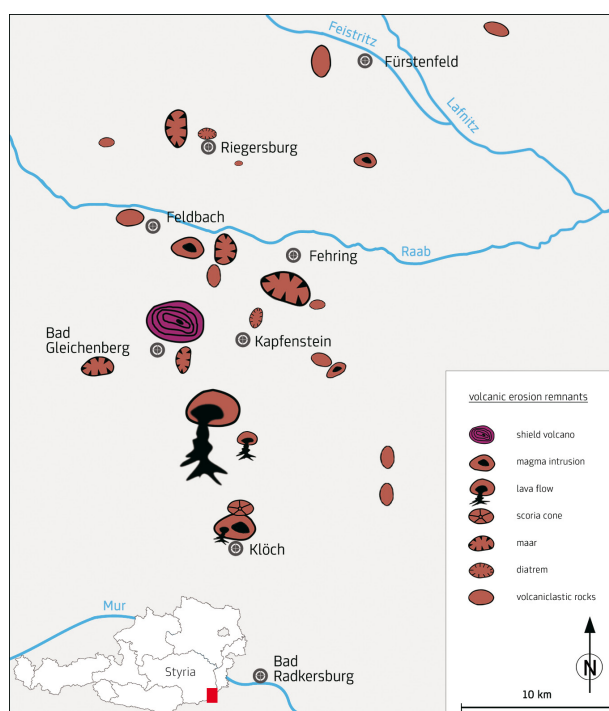 Feistritz
Fürstenfeld
Lafnitz
Riegersburg
Feldbach
Fehring
Raab
Bad
Gleichenberg
Kapfenstein
Klöch
Mur
Styria
Bad
Radkersburg
volcanic erosion remnants
shield volcano
magma intrusion
lava flow
scoria cone
maar
diatrem
volcaniclastic rocks
N
10 km